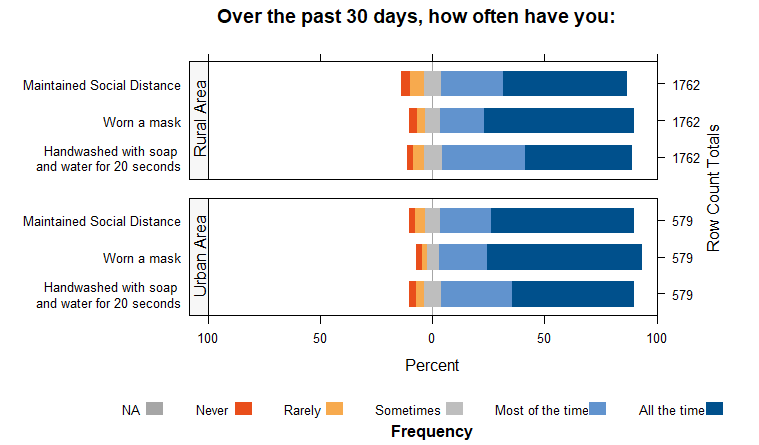 Over the past 30 days, how often have you:
Rural Area
Maintained Social Distance
1762
Worn a mask
1762
Handwashed with soap
and water for 20 seconds
1762
Row Count Totals
Urban Area
Maintained Social Distance
579
Worn a mask
579
Handwashed with soap
and water for 20 seconds
579
100 50 0 50 100
Percent
NA Never Rarely Sometimes Most of the time All the time
Frequency